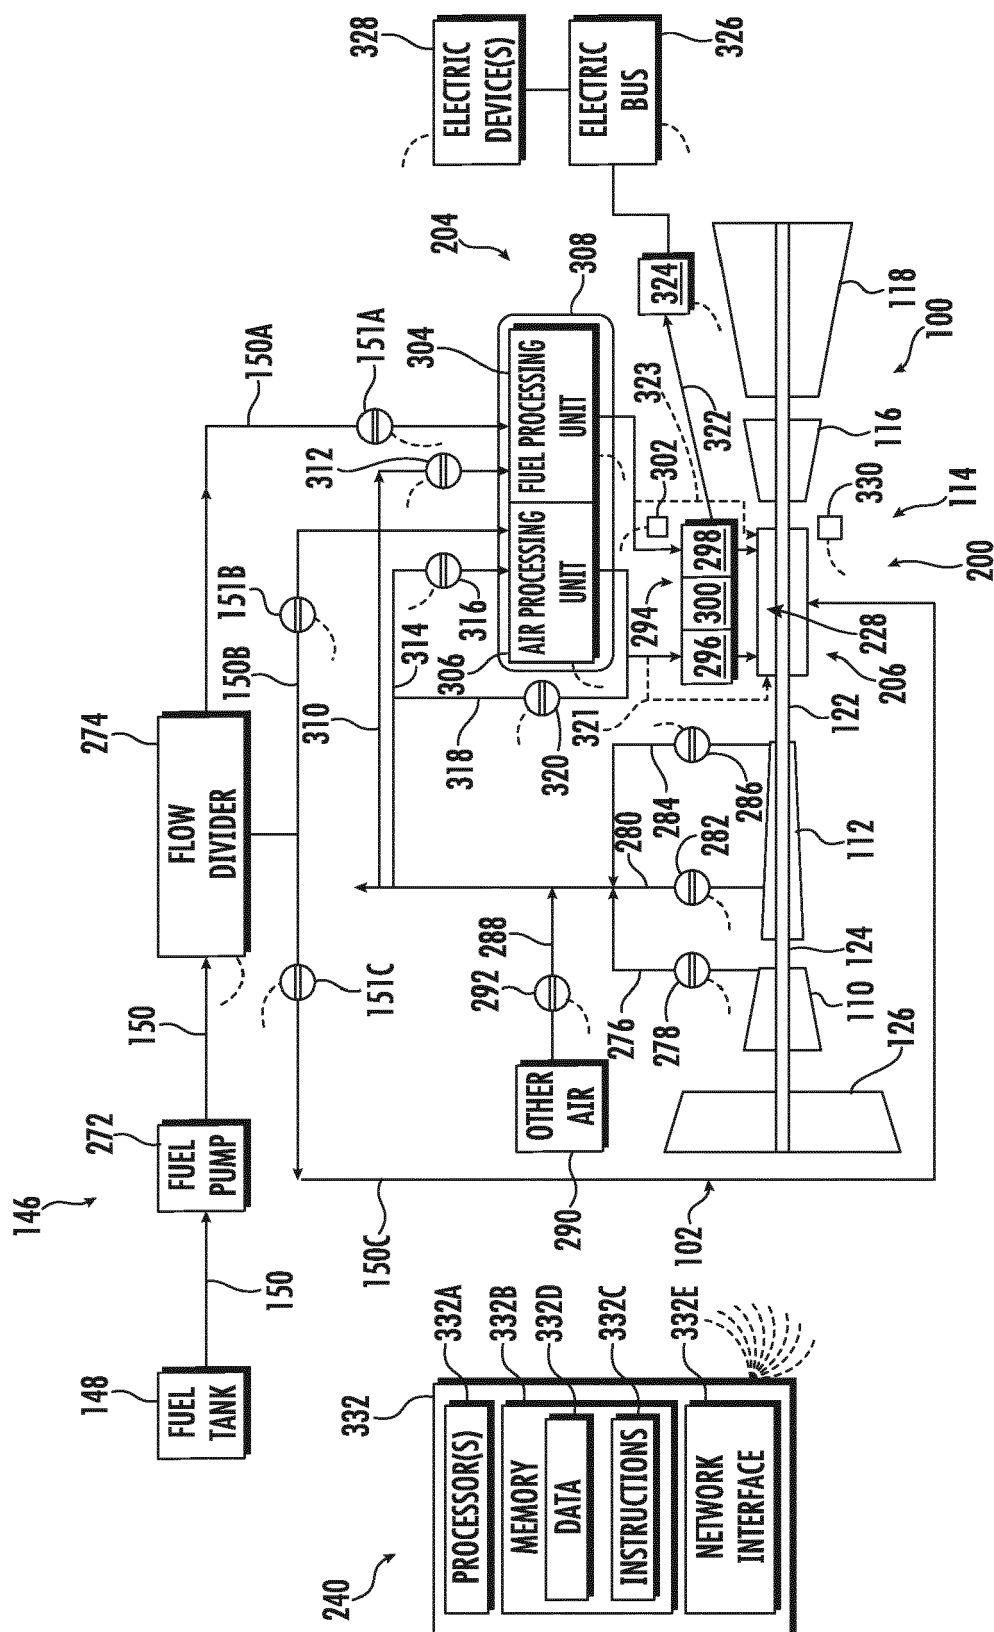 146
148
FUEL
TANK
150
272
FUEL
PUMP
150
274
FLOW
DIVIDER
150A
151A
150B
151B
151C
150C
310
312
314
316
318
320
304
306
308
FUEL PROCESSING
UNIT
AIR PROCESSING
UNIT
204
328
ELECTRIC
DEVICE(S)
326
ELECTRIC
BUS
324
322
323
302
321
294
296
300
298
330
288
292
290
OTHER
AIR
276
278
280
282
284
286
102
126
110
124
112
122
206
228
200
114
116
100
118
240
332
332A
332B
332D
332C
332E
PROCESSOR(S)
MEMORY
DATA
INSTRUCTIONS
NETWORK
INTERFACE